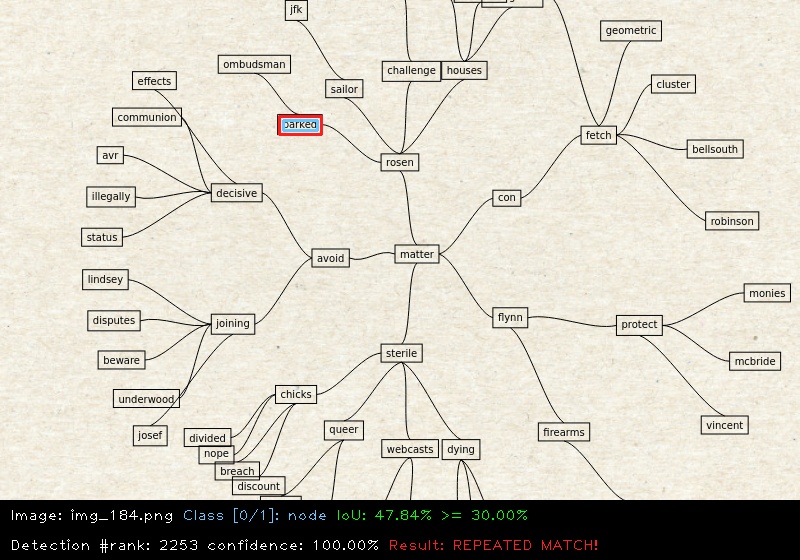 jfk
geometric
ombudsman
challenge
houses
effects
sailor
cluster
communion
parked
fetch
bellsouth
avr
rosen
illegally
decisive
con
robinson
status
avoid
matter
lindsey
monies
disputes
joining
flynn
protect
beware
sterile
mcbride
underwood
chicks
josef
divided
queer
firearms
vincent
nope
webcasts
dying
breach
discount
Image: img_184.png Class [0/1]: node IoU: 47.84% >= 30.00%
Detection #rank: 2253 confidence: 100.00% Result: REPEATED MATCH!